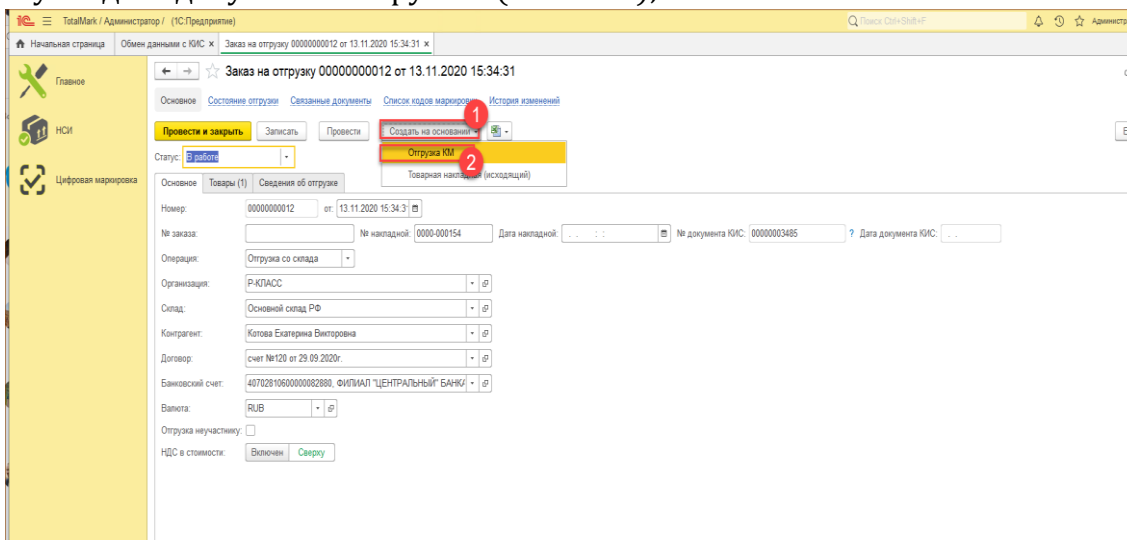 TotalMark / Администратор / (1С:Предприятие)
Поиск Ctrl+Shift+F
Админист
Начальная страница
Обмен данными с КИС ×
Заказ на отгрузку 00000000012 от 13.11.2020 15:34:31 ×
Главное
НСИ
Цифровая маркировка
Заказ на отгрузку 00000000012 от 13.11.2020 15:34:31
Основное Состояние отгрузки Связанные документы Список кодов маркировки История изменений
1
Провести и закрыть Записать Провести Создать на основании
Статус: В работе
Отгрузка КМ
2
Товарная накладная (исходящий)
Основное Товары (1) Сведения об отгрузке
Номер: 00000000012 от: 13.11.2020 15:34:3
№ заказа: № накладной: 0000-000154 Дата накладной: . . : : № документа КИС: 00000003485 ? Дата документа КИС: . .
Операция: Отгрузка со склада
Организация: Р-КЛАСС
Склад: Основной склад РФ
Контрагент: Котова Екатерина Викторовна
Договор: счет №120 от 29.09.2020г.
Банковский счет: 40702810600000082880, ФИЛИАЛ "ЦЕНТРАЛЬНЫЙ" БАНКА
Валюта: RUB
Отгрузка неучастнику:
НДС в стоимости: Включен Сверху